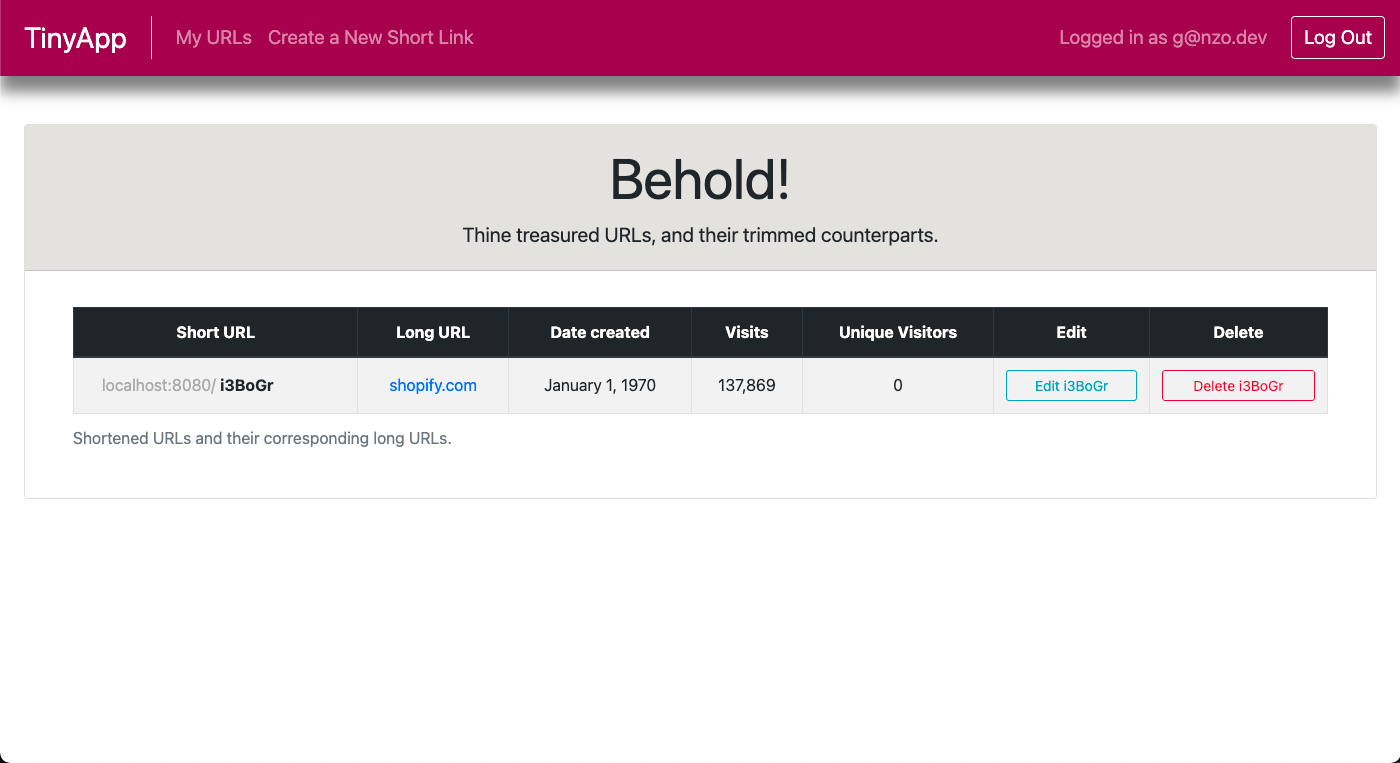 TinyApp My URLs Create a New Short Link Logged in as g@nzo.dev Log Out
Behold!
Thine treasured URLs, and their trimmed counterparts.
Short URL Long URL Date created Visits Unique Visitors Edit Delete
localhost:8080/ i3BoGr shopify.com January 1, 1970 137,869 0 Edit i3BoGr Delete i3BoGr
Shortened URLs and their corresponding long URLs.